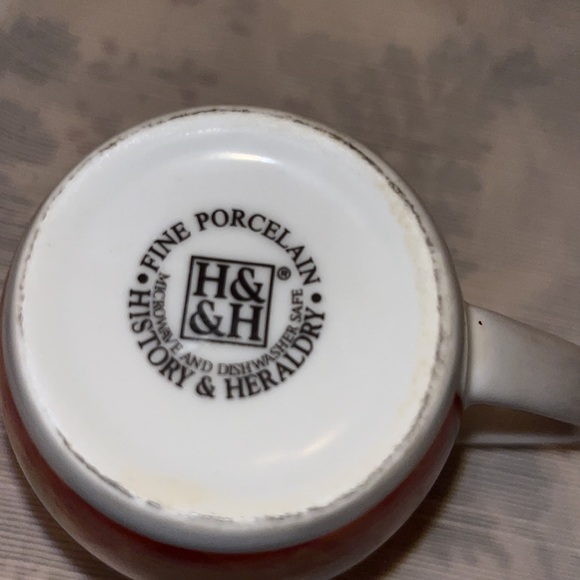 • FINE PORCELAIN •
H&
&H®
MICROWAVE AND DISHWASHER SAFE
HISTORY & HERALDRY